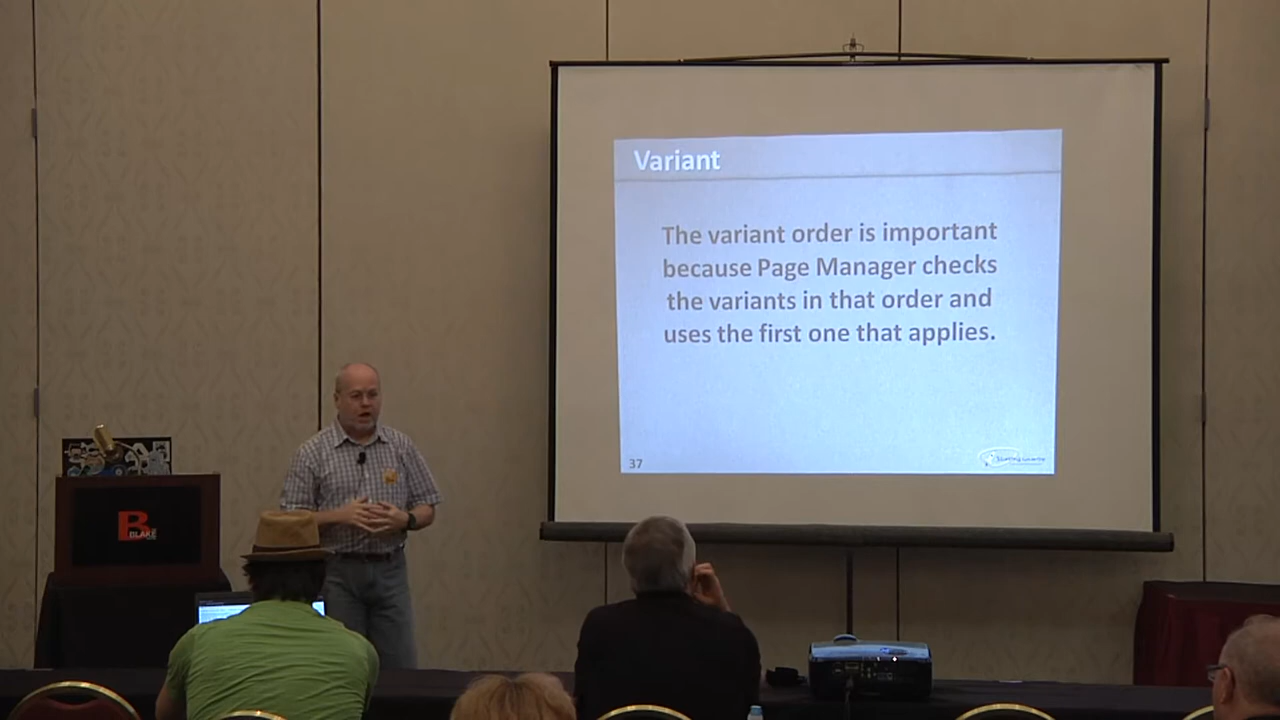 Variant
The variant order is important
because Page Manager checks
the variants in that order and
uses the first one that applies.
37
B
BLAKE